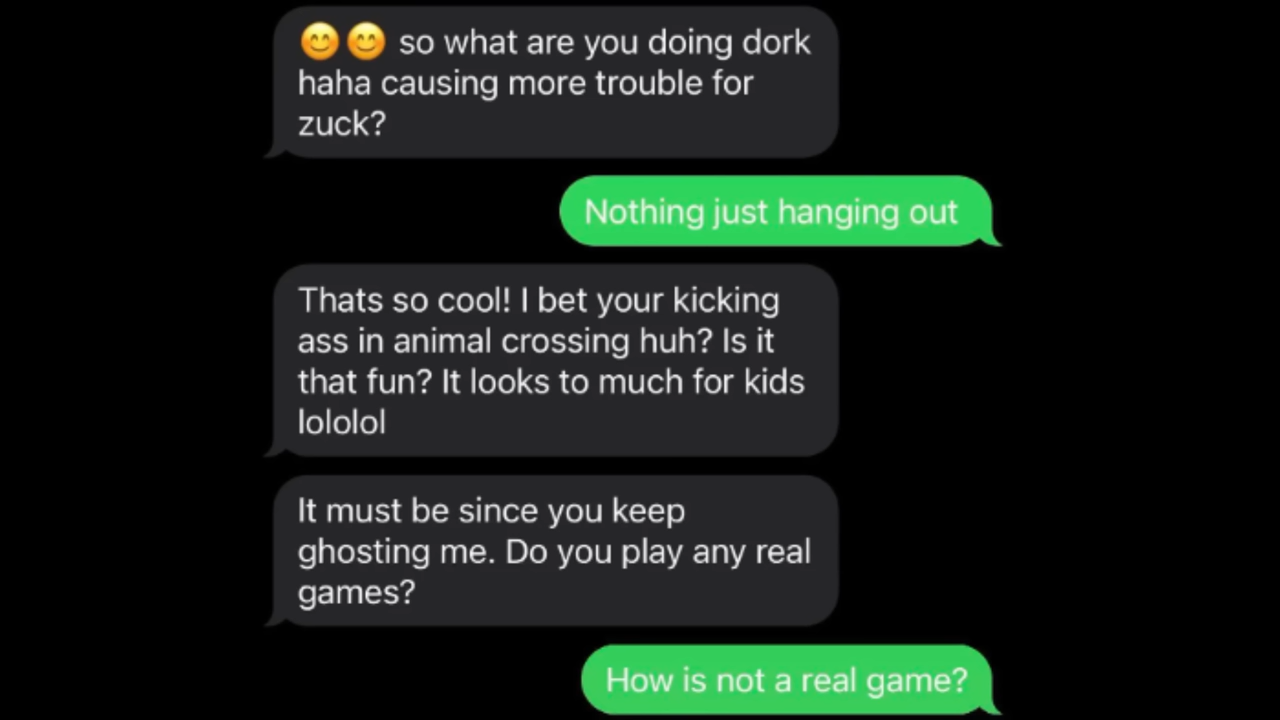 😊😊 so what are you doing dork
haha causing more trouble for
zuck?
Nothing just hanging out
Thats so cool! I bet your kicking
ass in animal crossing huh? Is it
that fun? It looks to much for kids
lololol
It must be since you keep
ghosting me. Do you play any real
games?
How is not a real game?